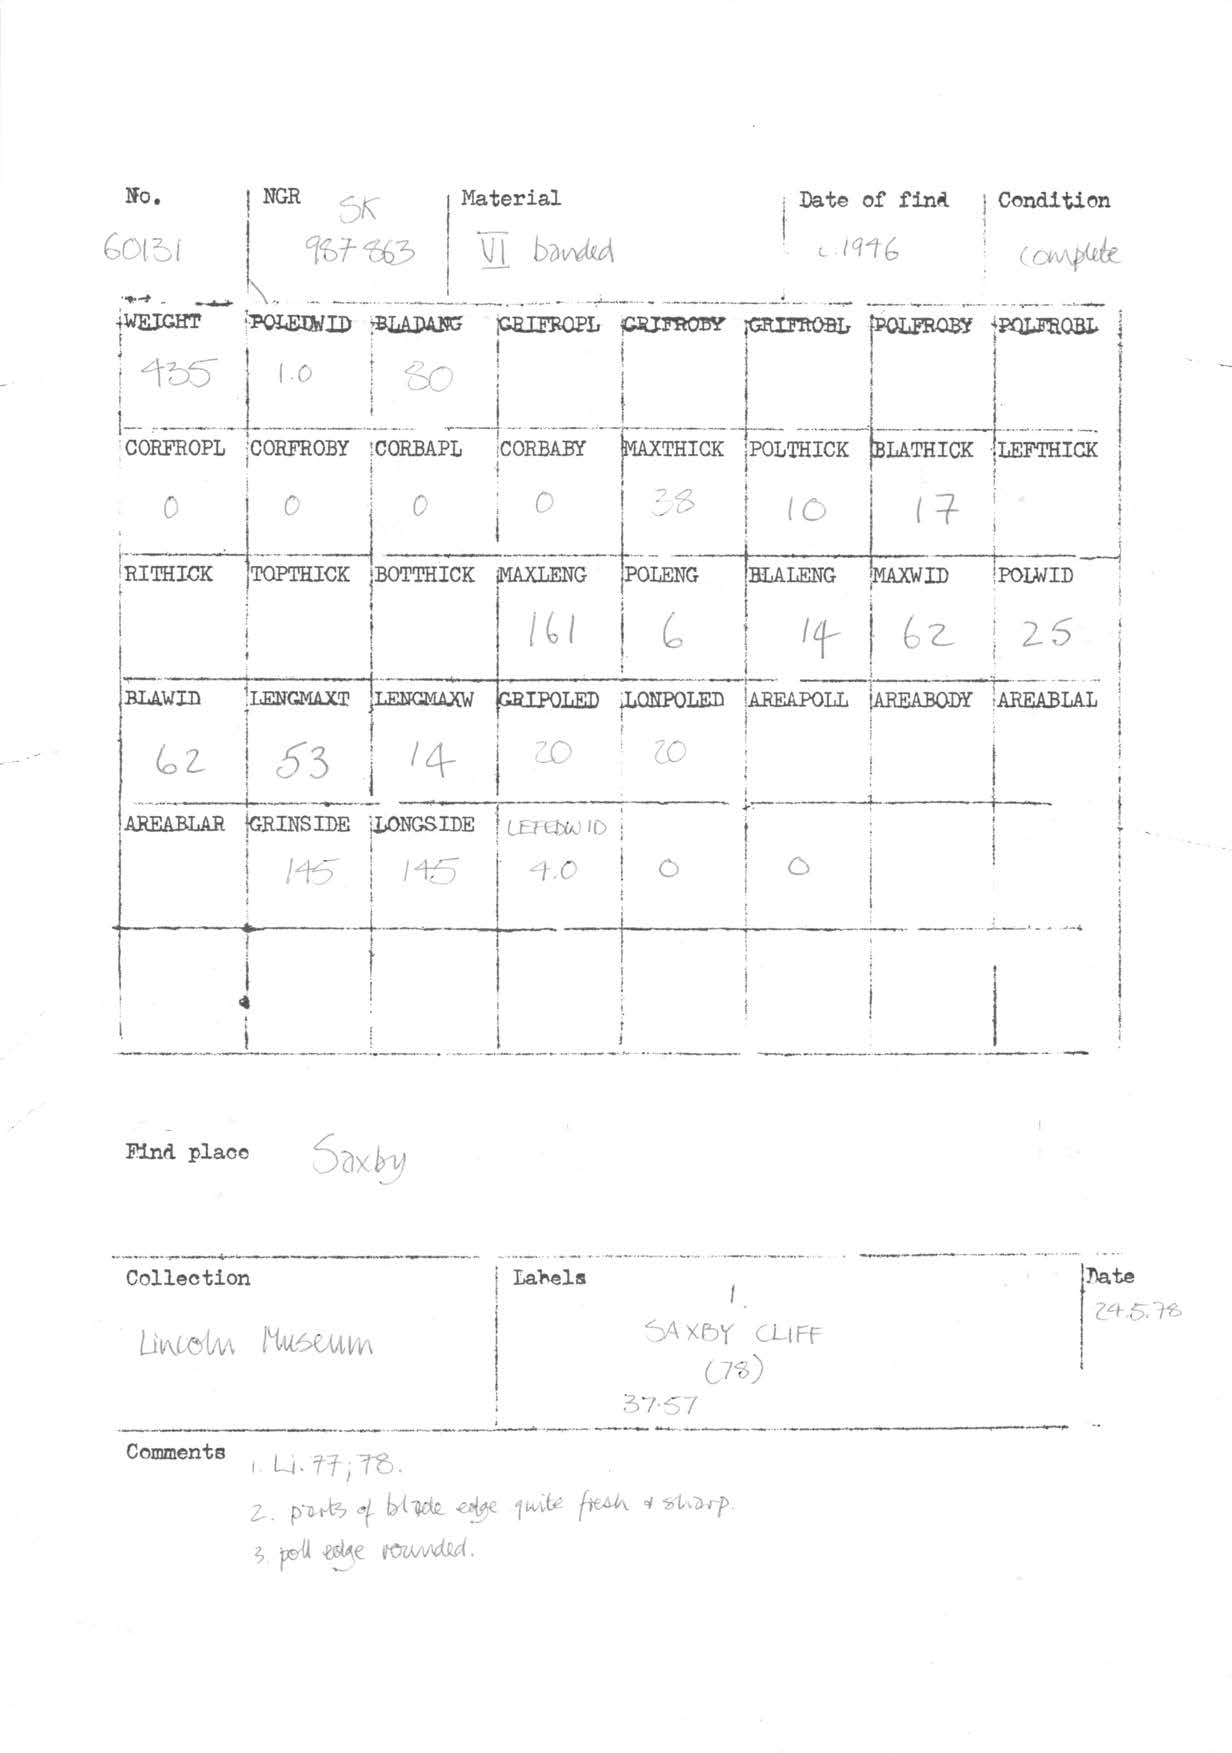 No. NGR SK Material Date of find Condition
60131 987 863 VI banded c.1946 complete
WEIGHT POLEDWID BLADANG GRIFROPL GRIFROBY GRIFROBL POLFROBY POLFROBL
435 1.0 80
CORFROPL CORFROBY CORBAPL CORBABY MAXTHICK POLTHICK BLATHICK LEFTHICK
0 0 0 0 38 10 17
RITHICK TOPTHICK BOTTHICK MAXLENG POLENG BLALENG MAXWID POLWID
161 6 14 62 25
BLAWID LENGMAXT LENGMAXW GRIPOLED LONPOLED AREAPOLL AREABODY AREABLAL
62 53 14 20 20
AREABLAR GRINSIDE LONGSIDE LEFEDWID
145 145 4.0 0 0
Find place Saxby
Collection Labels Date
1. 24.5.78
Lincoln Museum SAXBY CLIFF
(78)
37.57
Comments 1. Li. 77; 78.
2. parts of blade edge quite fresh & sharp.
3. poll edge rounded.